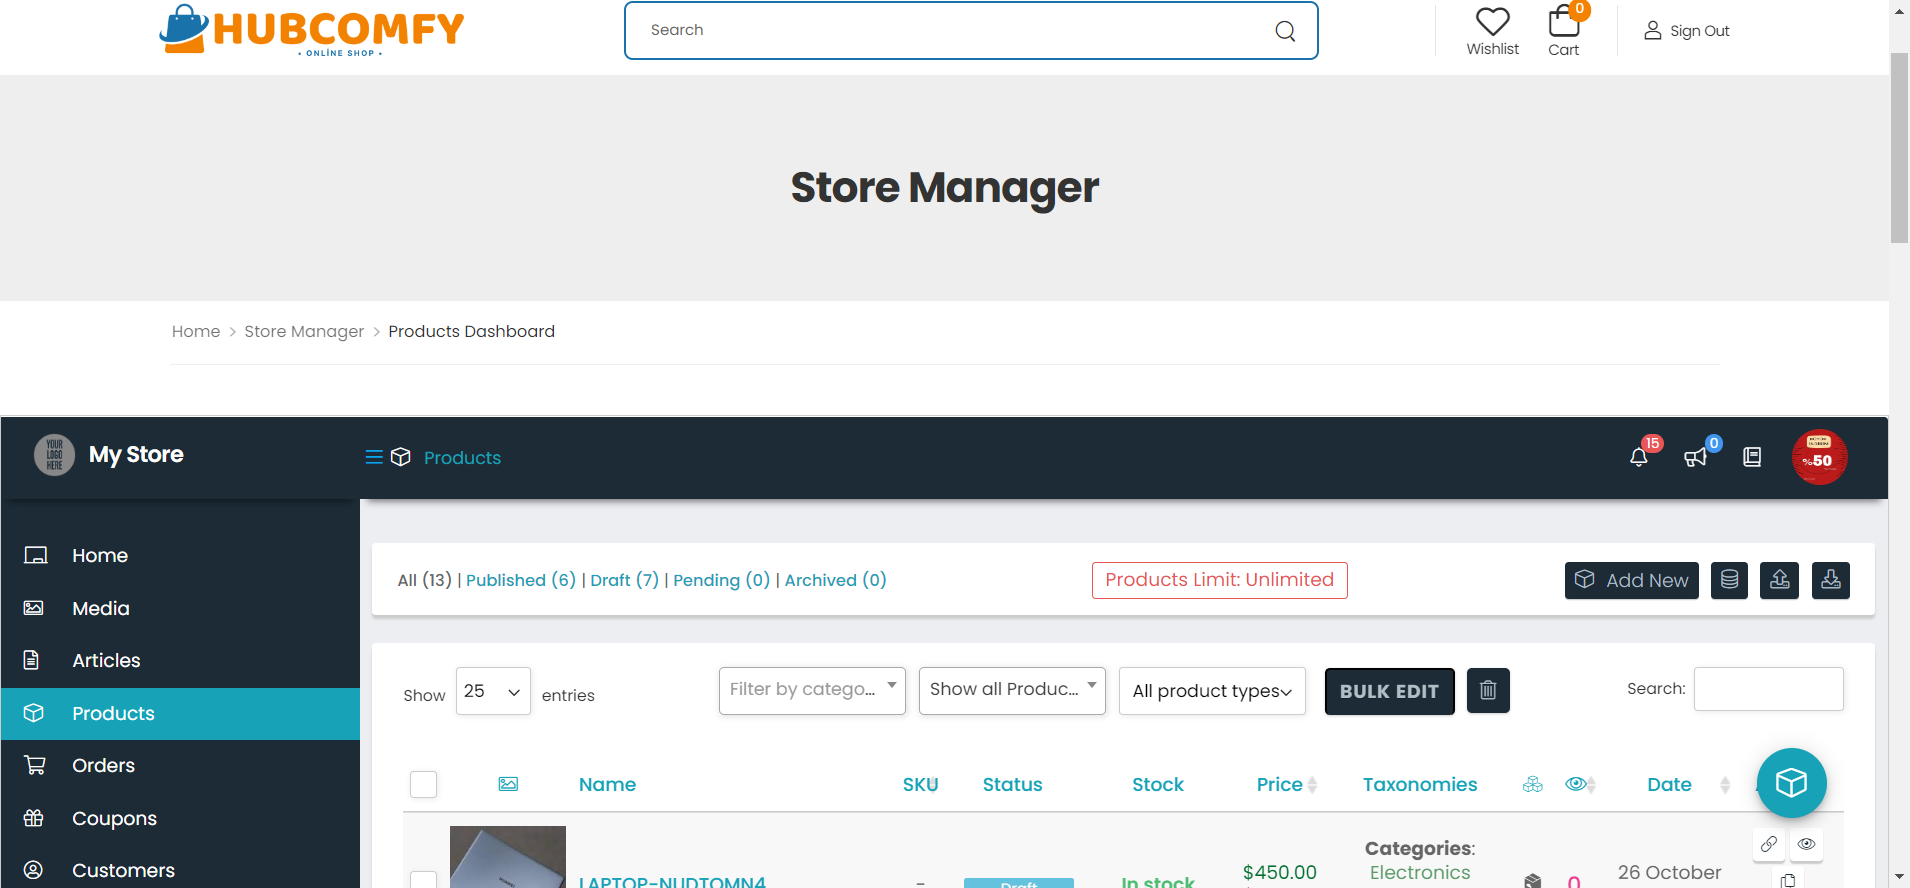 HUBCOMFY
• ONLİNE SHOP •
Search
Wishlist
0
Cart
Sign Out
Store Manager
Home > Store Manager > Products Dashboard
YOUR LOGO HERE
My Store
Products
15
0
%50
Home
Media
Articles
Products
Orders
Coupons
Customers
All (13) | Published (6) | Draft (7) | Pending (0) | Archived (0)
Products Limit: Unlimited
Add New
Show 25 entries
Filter by catego...
Show all Produc...
All product types
BULK EDIT
Search:
Name SKU Status Stock Price Taxonomies Date
LAPTOP-NUDTOMN4
-
Draft
In stock
$450.00
Categories:
Electronics
0
26 October